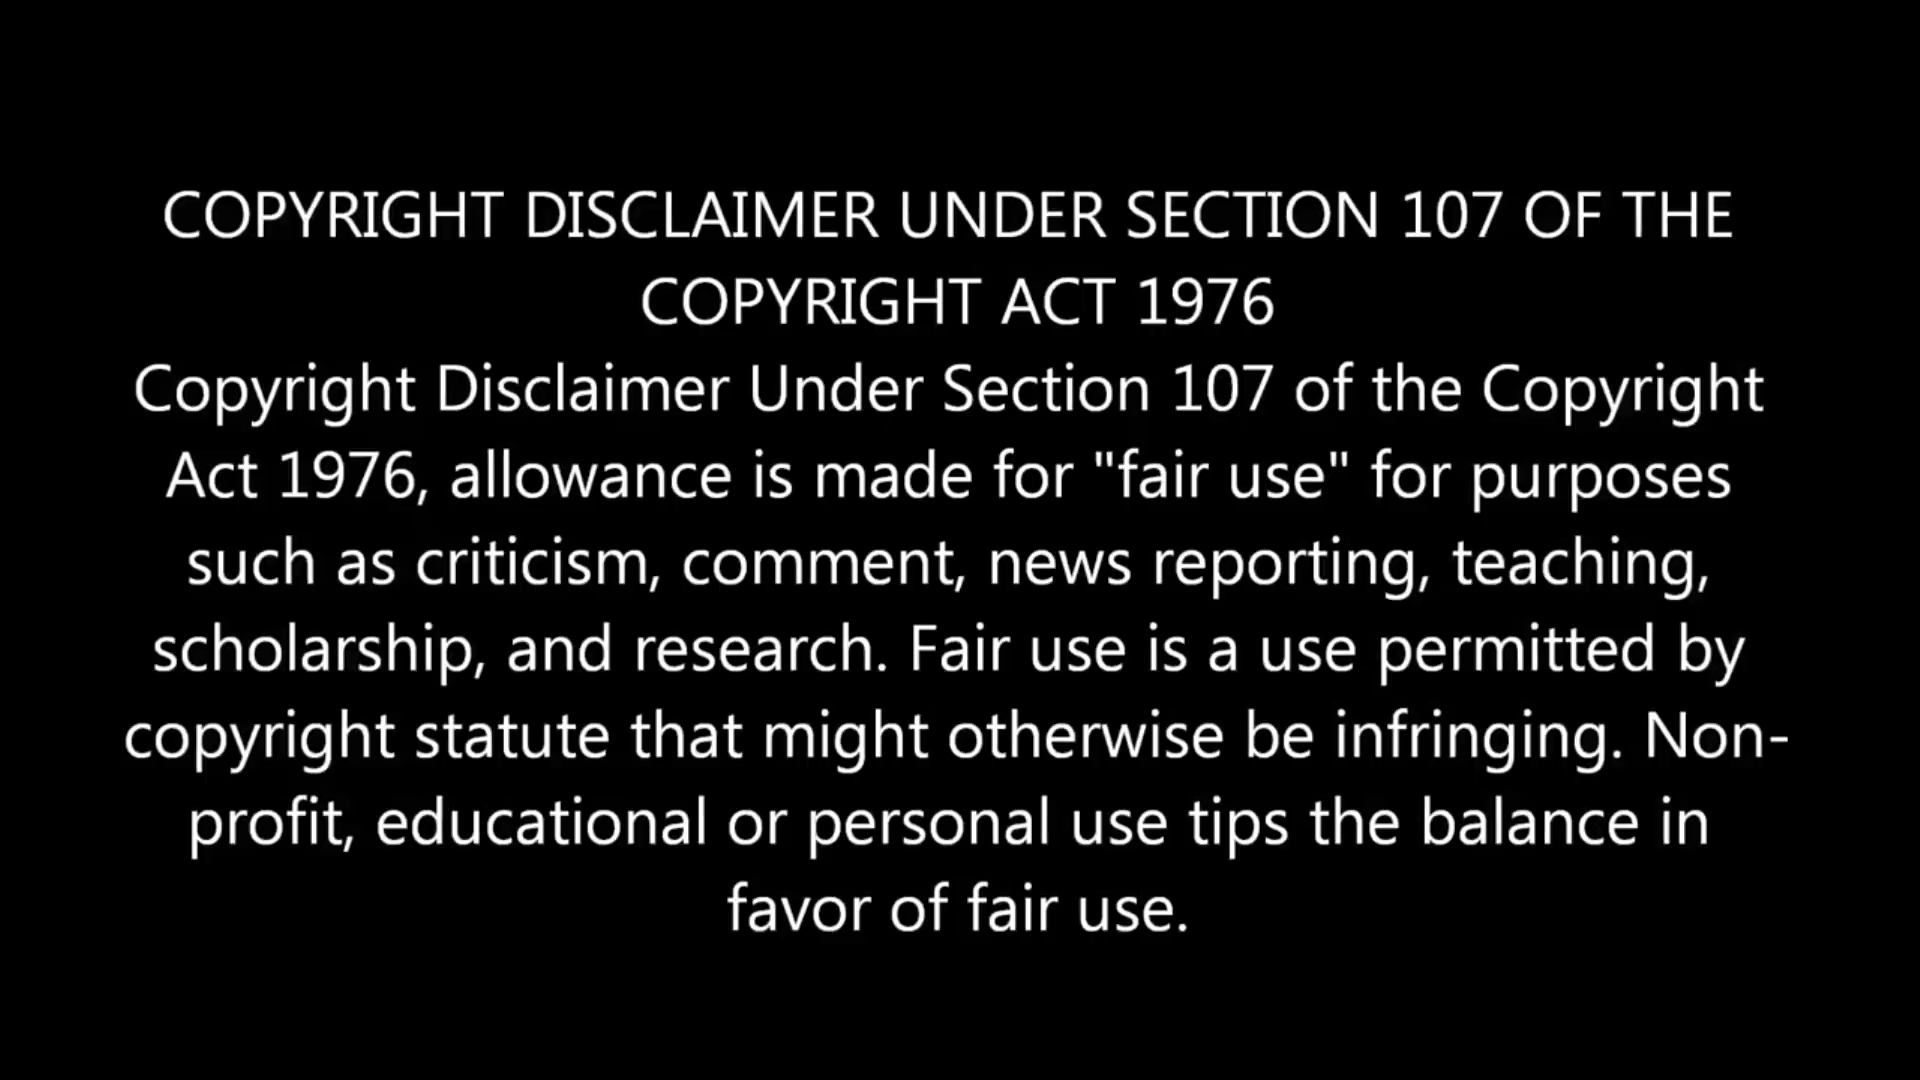 COPYRIGHT DISCLAIMER UNDER SECTION 107 OF THE
COPYRIGHT ACT 1976
Copyright Disclaimer Under Section 107 of the Copyright
Act 1976, allowance is made for "fair use" for purposes
such as criticism, comment, news reporting, teaching,
scholarship, and research. Fair use is a use permitted by
copyright statute that might otherwise be infringing. Non-
profit, educational or personal use tips the balance in
favor of fair use.